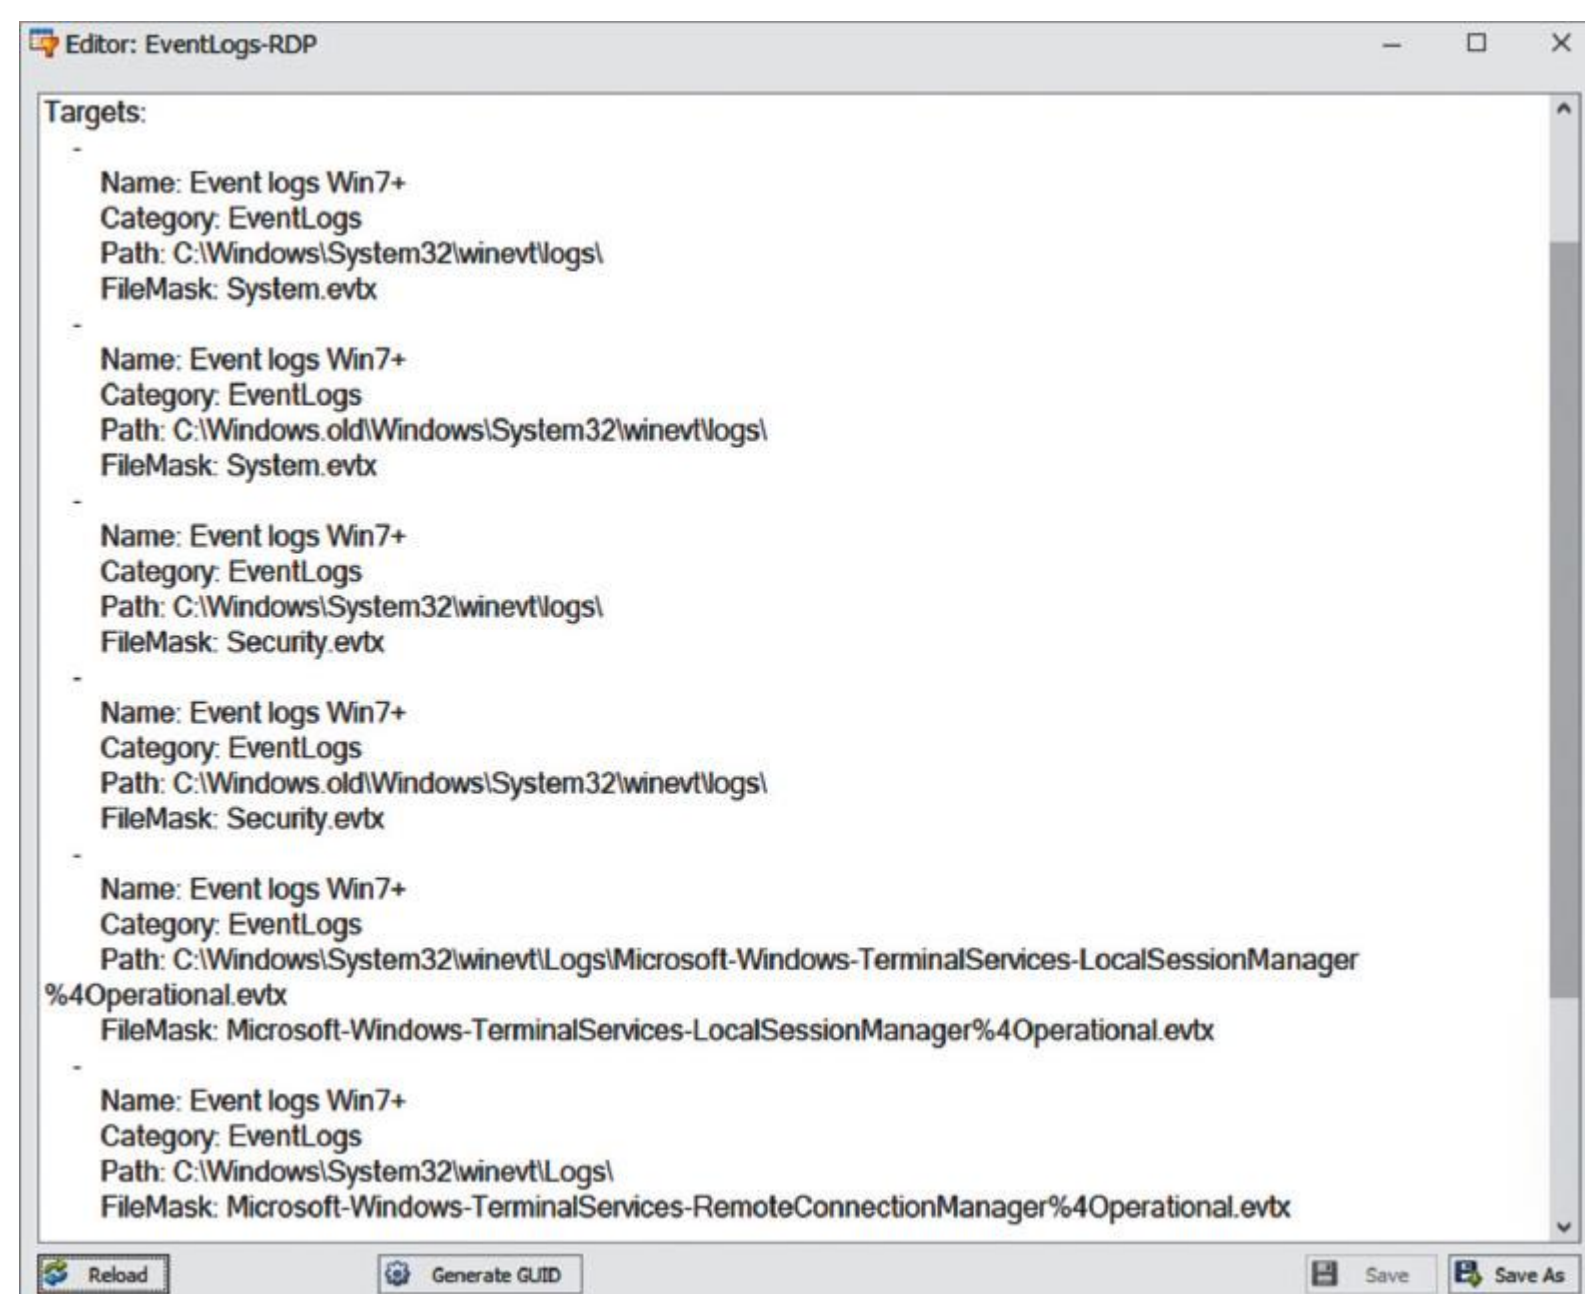 Editor: EventLogs-RDP
Targets:
-
Name: Event logs Win7+
Category: EventLogs
Path: C:\Windows\System32\winevt\logs\
FileMask: System.evtx
-
Name: Event logs Win7+
Category: EventLogs
Path: C:\Windows.old\Windows\System32\winevt\logs\
FileMask: System.evtx
-
Name: Event logs Win7+
Category: EventLogs
Path: C:\Windows\System32\winevt\logs\
FileMask: Security.evtx
-
Name: Event logs Win7+
Category: EventLogs
Path: C:\Windows.old\Windows\System32\winevt\logs\
FileMask: Security.evtx
-
Name: Event logs Win7+
Category: EventLogs
Path: C:\Windows\System32\winevt\Logs\Microsoft-Windows-TerminalServices-LocalSessionManager
%4Operational.evtx
FileMask: Microsoft-Windows-TerminalServices-LocalSessionManager%4Operational.evtx
-
Name: Event logs Win7+
Category: EventLogs
Path: C:\Windows\System32\winevt\Logs\
FileMask: Microsoft-Windows-TerminalServices-RemoteConnectionManager%4Operational.evtx
Reload Generate GUID Save Save As